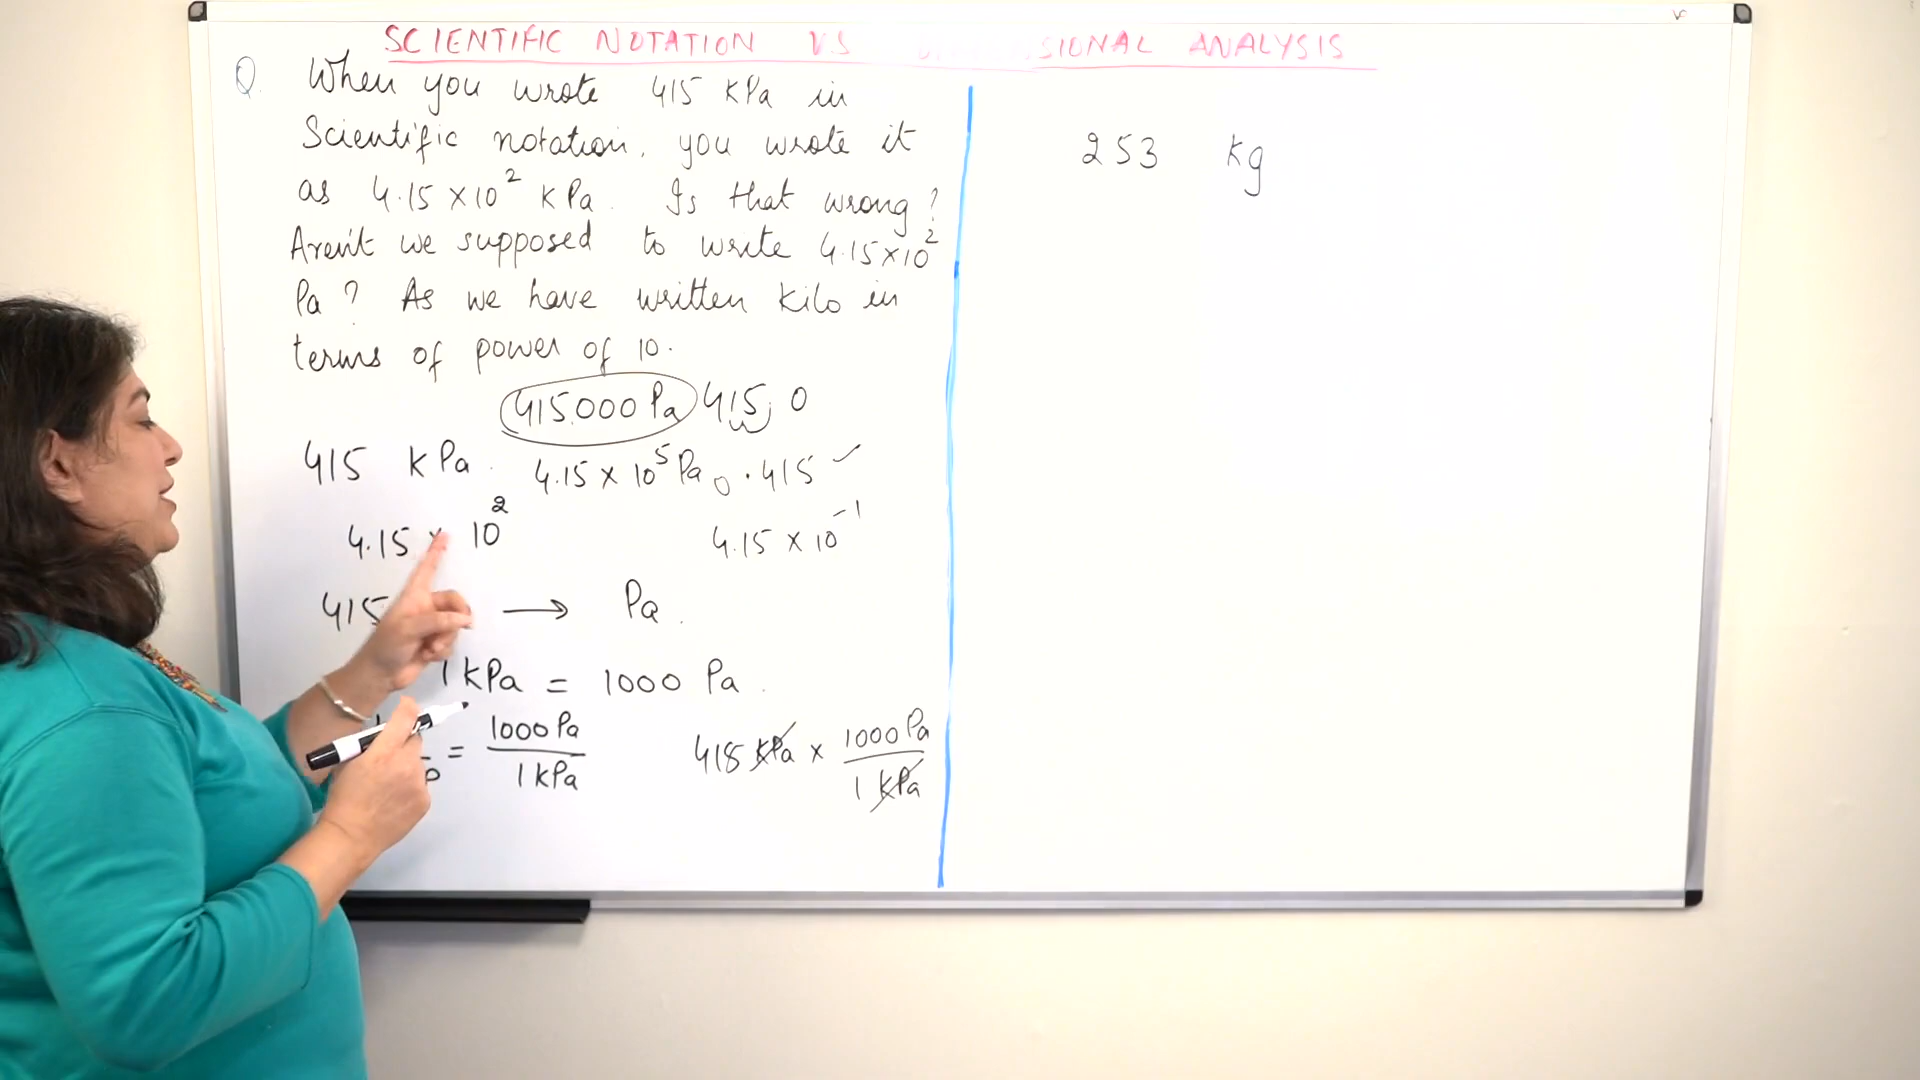 SCIENTIFIC NOTATION VS SIONAL ANALYSIS
Q. When you wrote 415 kPa in
Scientific notation, you wrote it
as 4.15 ×10² kPa. Is that wrong?
Aren't we supposed to write 4.15×10²
Pa? As we have written Kilo in
terms of power of 10.
415000 Pa 415. 0
415 kPa. 4.15 × 10⁵ Pa 0.415 ✓
4.15 × 10² 4.15 × 10⁻¹
415 → Pa.
1 kPa = 1000 Pa.
= 1000 Pa / 1 kPa 415 kPa × 1000 Pa / 1 kPa
253 kg